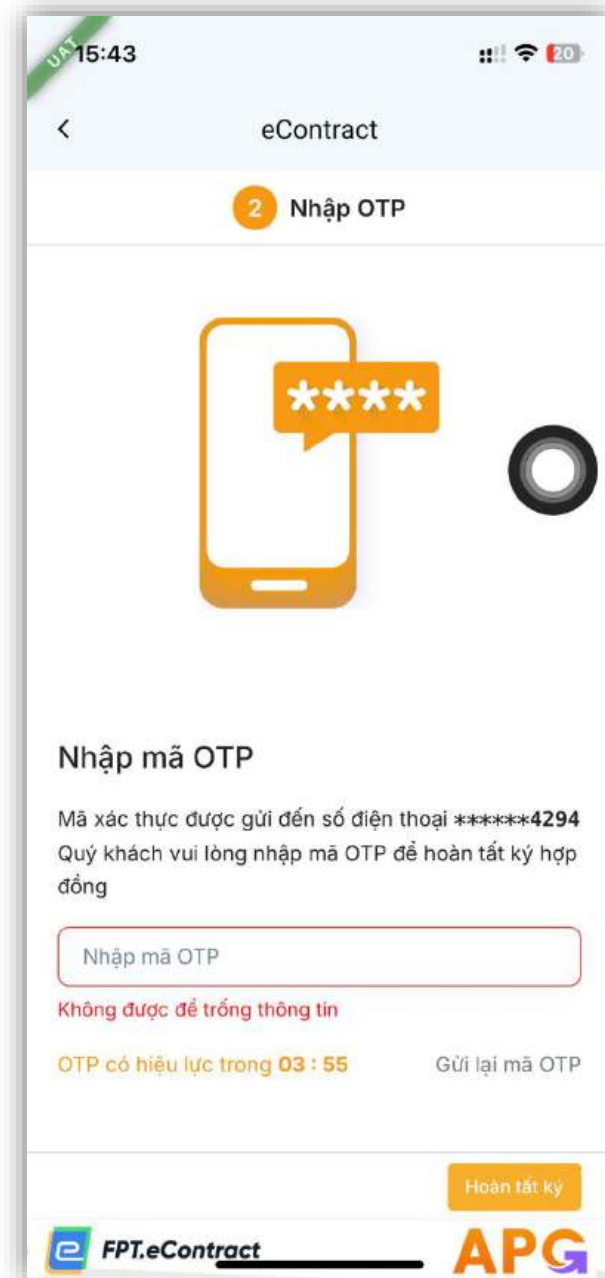 UAT
15:43
20
eContract
2 Nhập OTP
****
Nhập mã OTP
Mã xác thực được gửi đến số điện thoại ******4294
Quý khách vui lòng nhập mã OTP để hoàn tất ký hợp
đồng
Nhập mã OTP
Không được để trống thông tin
OTP có hiệu lực trong 03 : 55
Gửi lại mã OTP
Hoàn tất ký
FPT.eContract
APG